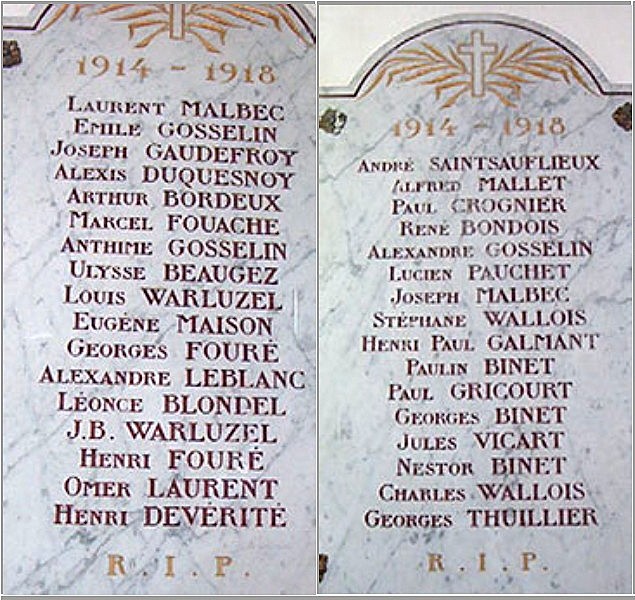 1914 - 1918
LAURENT MALBEC
EMILE GOSSELIN
JOSEPH GAUDEFROY
ALEXIS DUQUESNOY
ARTHUR BORDEUX
MARCEL FOUACHE
ANTHIME GOSSELIN
ULYSSE BEAUGEZ
LOUIS WARLUZEL
EUGÈNE MAISON
GEORGES FOURÉ
ALEXANDRE LEBLANC
LÉONCE BLONDEL
J.B. WARLUZEL
HENRI FOURÉ
OMER LAURENT
HENRI DEVÉRITÉ
R.I.P.
1914 - 1918
ANDRÉ SAINTSAUFLIEUX
ALFRED MALLET
PAUL CROGNIER
RENÉ BONDOIS
ALEXANDRE GOSSELIN
LUCIEN PAUCHET
JOSEPH MALBEC
STÉPHANE WALLOIS
HENRI PAUL GALMANT
PAULIN BINET
PAUL GRICOURT
GEORGES BINET
JULES VICART
NESTOR BINET
CHARLES WALLOIS
GEORGES THUILLIER
R.I.P.